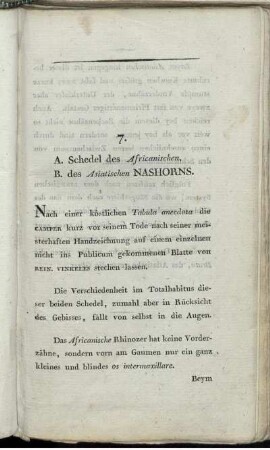 7.
A. Schedel des Africanischen,
B. des Asiatischen NASHORNS.
Nach einer köstlichen Tabula anecdota die
CAMPER kurz vor seinem Tode nach seiner meis-
terhaften Handzeichnung auf einem einzelnen
nicht ins Publicum gekommenen Blatte von
REIN. VINKELES stechen lassen.
Die Verschiedenheit im Totalhabitus die-
ser beiden Schedel, zumahl aber in Rücksicht
des Gebisses, fällt von selbst in die Augen.
Das Africanische Rhinozer hat keine Vorder-
zähne, sondern vorn am Gaumen nur ein ganz
kleines und blindes os intermaxillare.
Beym